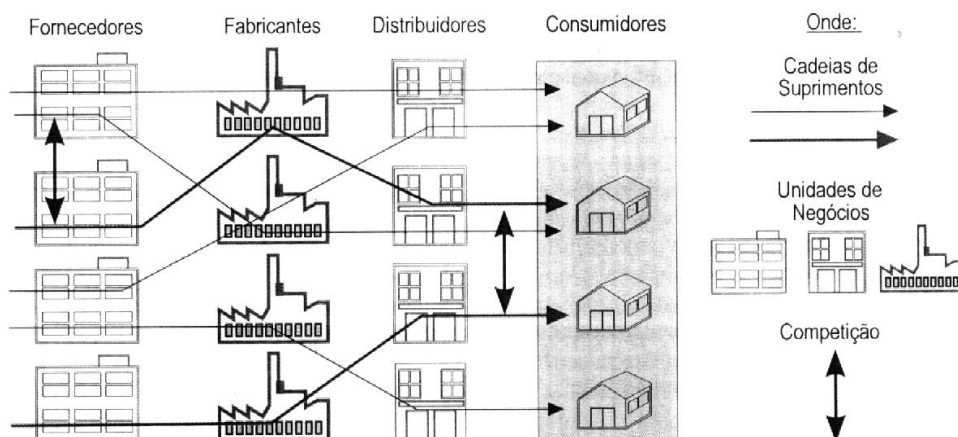 Fornecedores
Fabricantes
Distribuidores
Consumidores
Onde:
Cadeias de
Suprimentos
Unidades de
Negócios
Competição